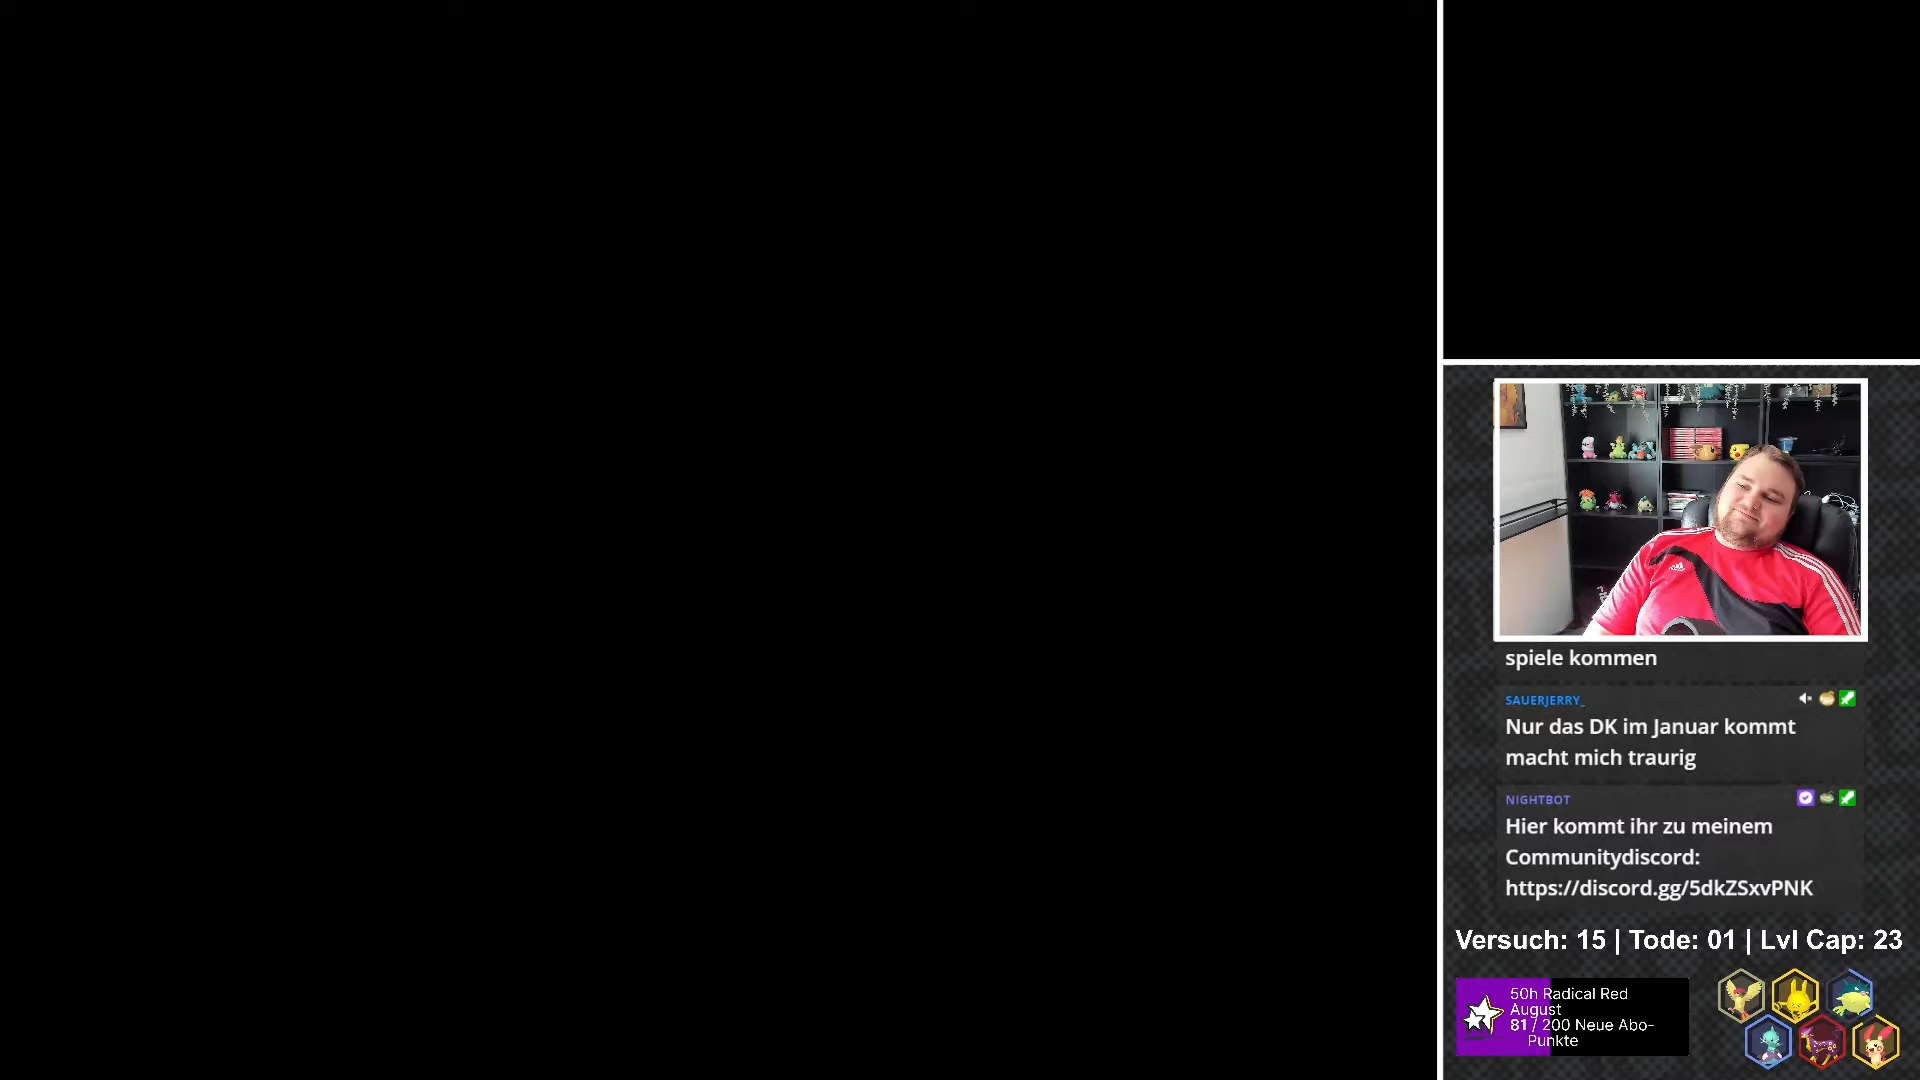 spiele kommen
SAUERJERRY_
Nur das DK im Januar kommt
macht mich traurig
NIGHTBOT
Hier kommt ihr zu meinem
Communitydiscord:
https://discord.gg/5dkZSxvPNK
Versuch: 15 | Tode: 01 | Lvl Cap: 23
50h Radical Red
August
81 / 200 Neue Abo-
Punkte